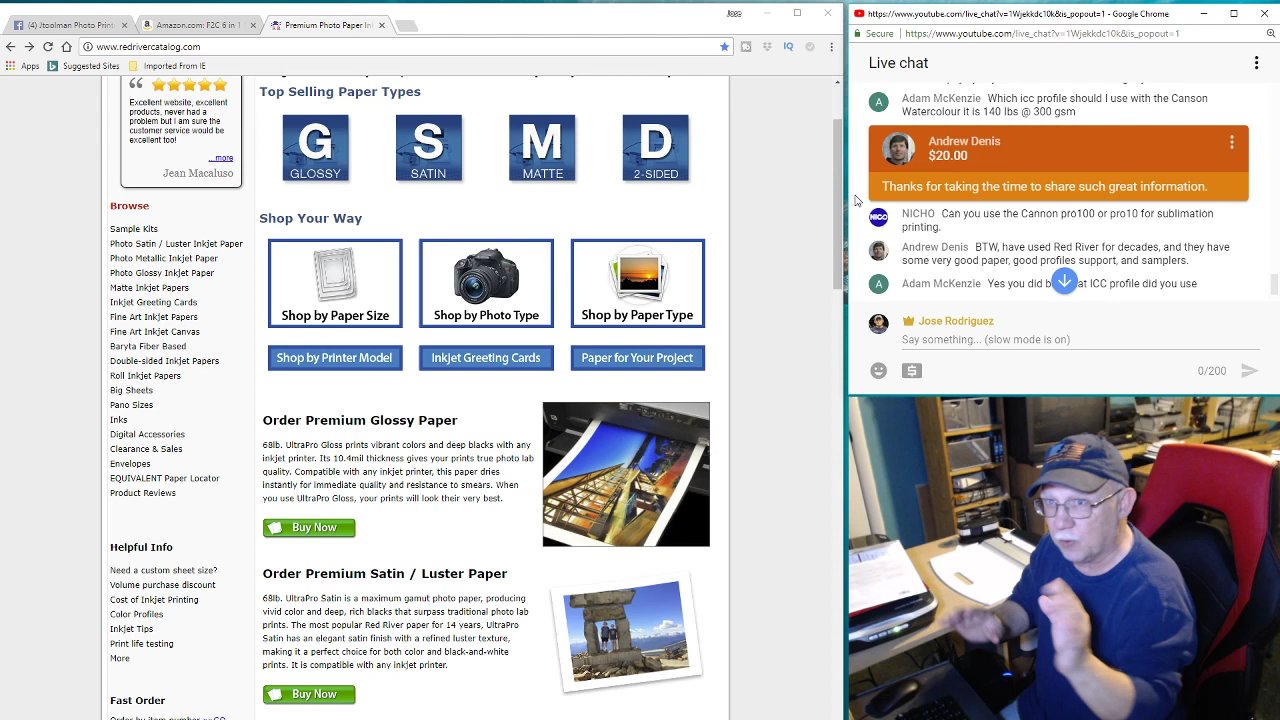 (4) Jtoolman Photo Print
Amazon.com: F2C 6 in 1
Premium Photo Paper In
Jose
www.redrivercatalog.com
Apps
Suggested Sites
Imported From IE
Excellent website, excellent
products, never had a
problem but I am sure the
customer service would be
excellent too!
...more
Jean Macaluso
Browse
Sample Kits
Photo Satin / Luster Inkjet Paper
Photo Metallic Inkjet Paper
Photo Glossy Inkjet Paper
Matte Inkjet Papers
Inkjet Greeting Cards
Fine Art Inkjet Papers
Fine Art Inkjet Canvas
Baryta Fiber Based
Double-sided Inkjet Papers
Roll Inkjet Papers
Big Sheets
Pano Sizes
Inks
Digital Accessories
Clearance & Sales
Envelopes
EQUIVALENT Paper Locator
Product Reviews
Helpful Info
Need a custom sheet size?
Volume purchase discount
Cost of Inkjet Printing
Color Profiles
Inkjet Tips
Print life testing
More
Fast Order
Top Selling Paper Types
G
GLOSSY
S
SATIN
M
MATTE
D
2-SIDED
Shop Your Way
Shop by Paper Size
Shop by Photo Type
Shop by Paper Type
Shop by Printer Model
Inkjet Greeting Cards
Paper for Your Project
Order Premium Glossy Paper
68lb. UltraPro Gloss prints vibrant colors and deep blacks with any
inkjet printer. Its 10.4mil thickness gives your prints true photo lab
quality. Compatible with any inkjet printer, this paper dries
instantly for immediate quality and resistance to smears. When
you use UltraPro Gloss, your prints will look their very best.
Buy Now
Order Premium Satin / Luster Paper
68lb. UltraPro Satin is a maximum gamut photo paper, producing
vivid color and deep, rich blacks that surpass traditional photo lab
prints. The most popular Red River paper for 14 years, UltraPro
Satin has an elegant satin finish with a refined luster texture,
making it a perfect choice for both color and black-and-white
prints. It is compatible with any inkjet printer.
Buy Now
https://www.youtube.com/live_chat?v=1Wjekkdc10k&is_popout=1 - Google Chrome
Secure
https://www.youtube.com/live_chat?v=1Wjekkdc10k&is_popout=1
Live chat
A
Adam McKenzie Which icc profile should I use with the Canson
Watercolour it is 140 lbs @ 300 gsm
Andrew Denis
$20.00
Thanks for taking the time to share such great information.
NICHO Can you use the Cannon pro100 or pro10 for sublimation
printing.
Andrew Denis BTW, have used Red River for decades, and they have
some very good paper, good profiles support, and samplers.
A
Adam McKenzie Yes you did b at ICC profile did you use
Jose Rodriguez
Say something... (slow mode is on)
0/200